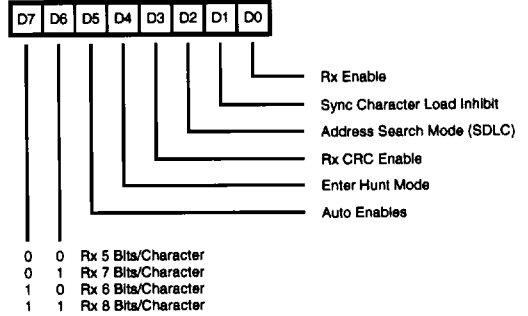 D7 D6 D5 D4 D3 D2 D1 D0
Rx Enable
Sync Character Load Inhibit
Address Search Mode (SDLC)
Rx CRC Enable
Enter Hunt Mode
Auto Enables
0 0 Rx 5 Bits/Character
0 1 Rx 7 Bits/Character
1 0 Rx 6 Bits/Character
1 1 Rx 8 Bits/Character